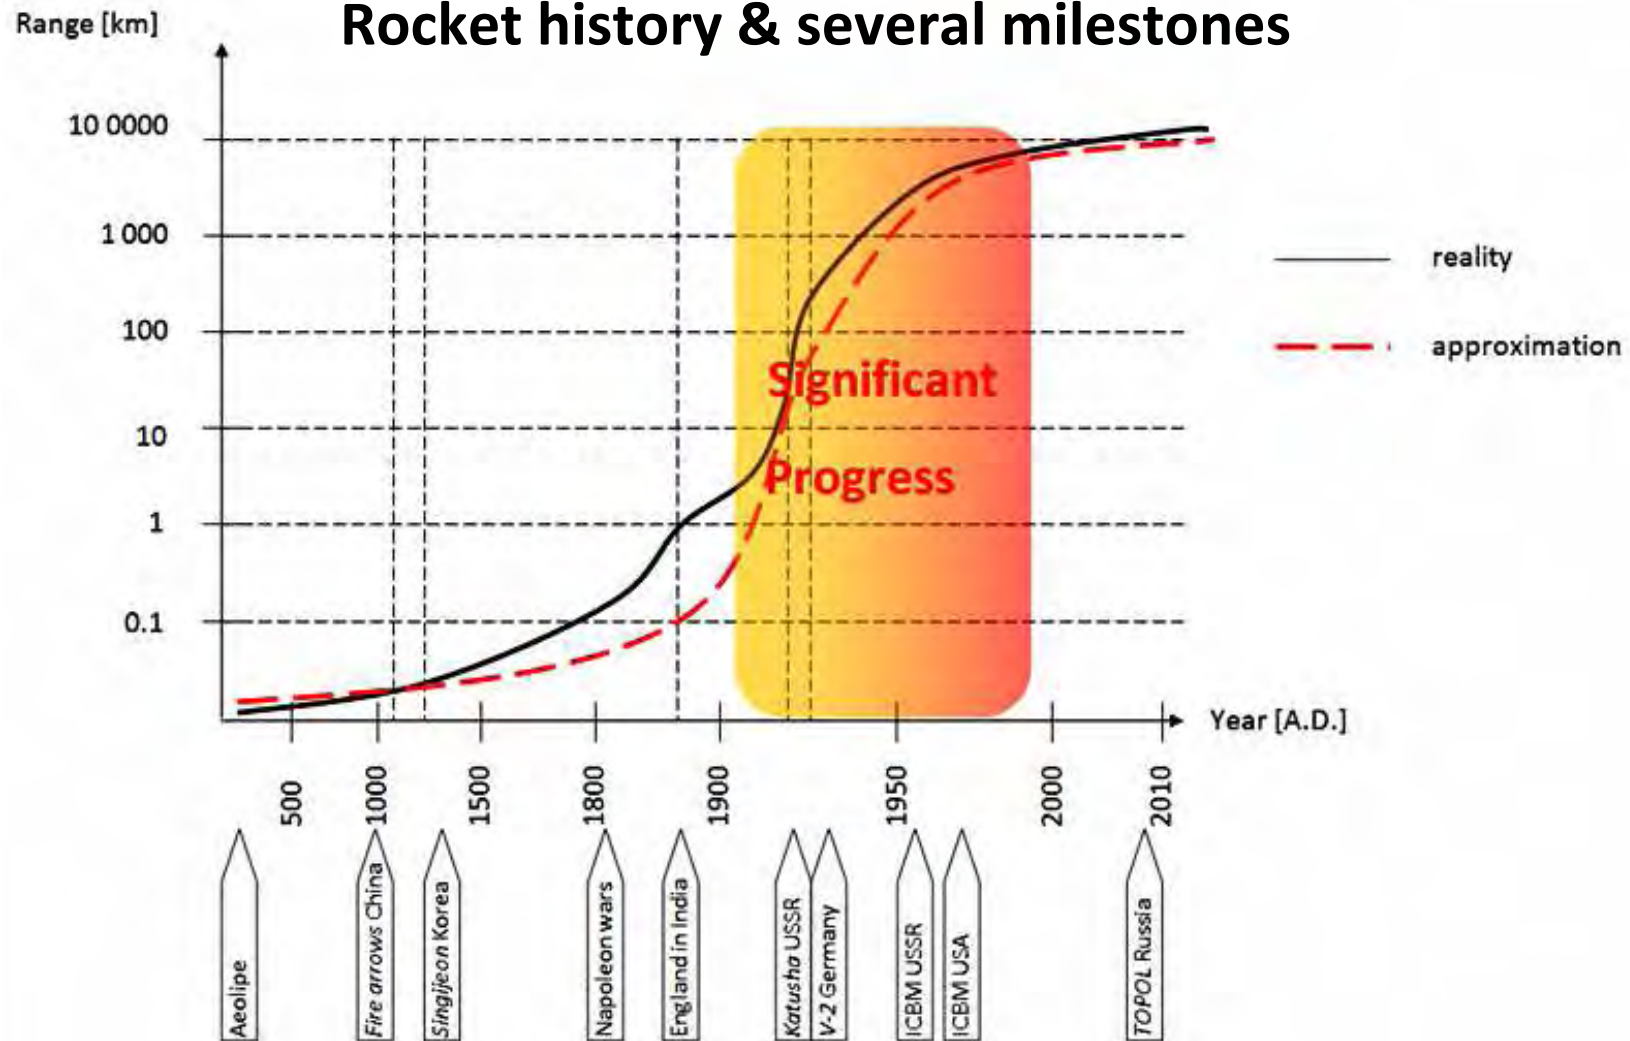 Rocket history & several milestones
Range [km]
10 0000
1 000
100
10
1
0.1
Significant
Progress
reality
approximation
Year [A.D.]
500
1000
1500
1800
1900
1950
2000
2010
Aeolipe
Fire arrows China
Singijeon Korea
Napoleon wars
England in India
Katusha USSR
V-2 Germany
ICBM USSR
ICBM USA
TOPOL Russia